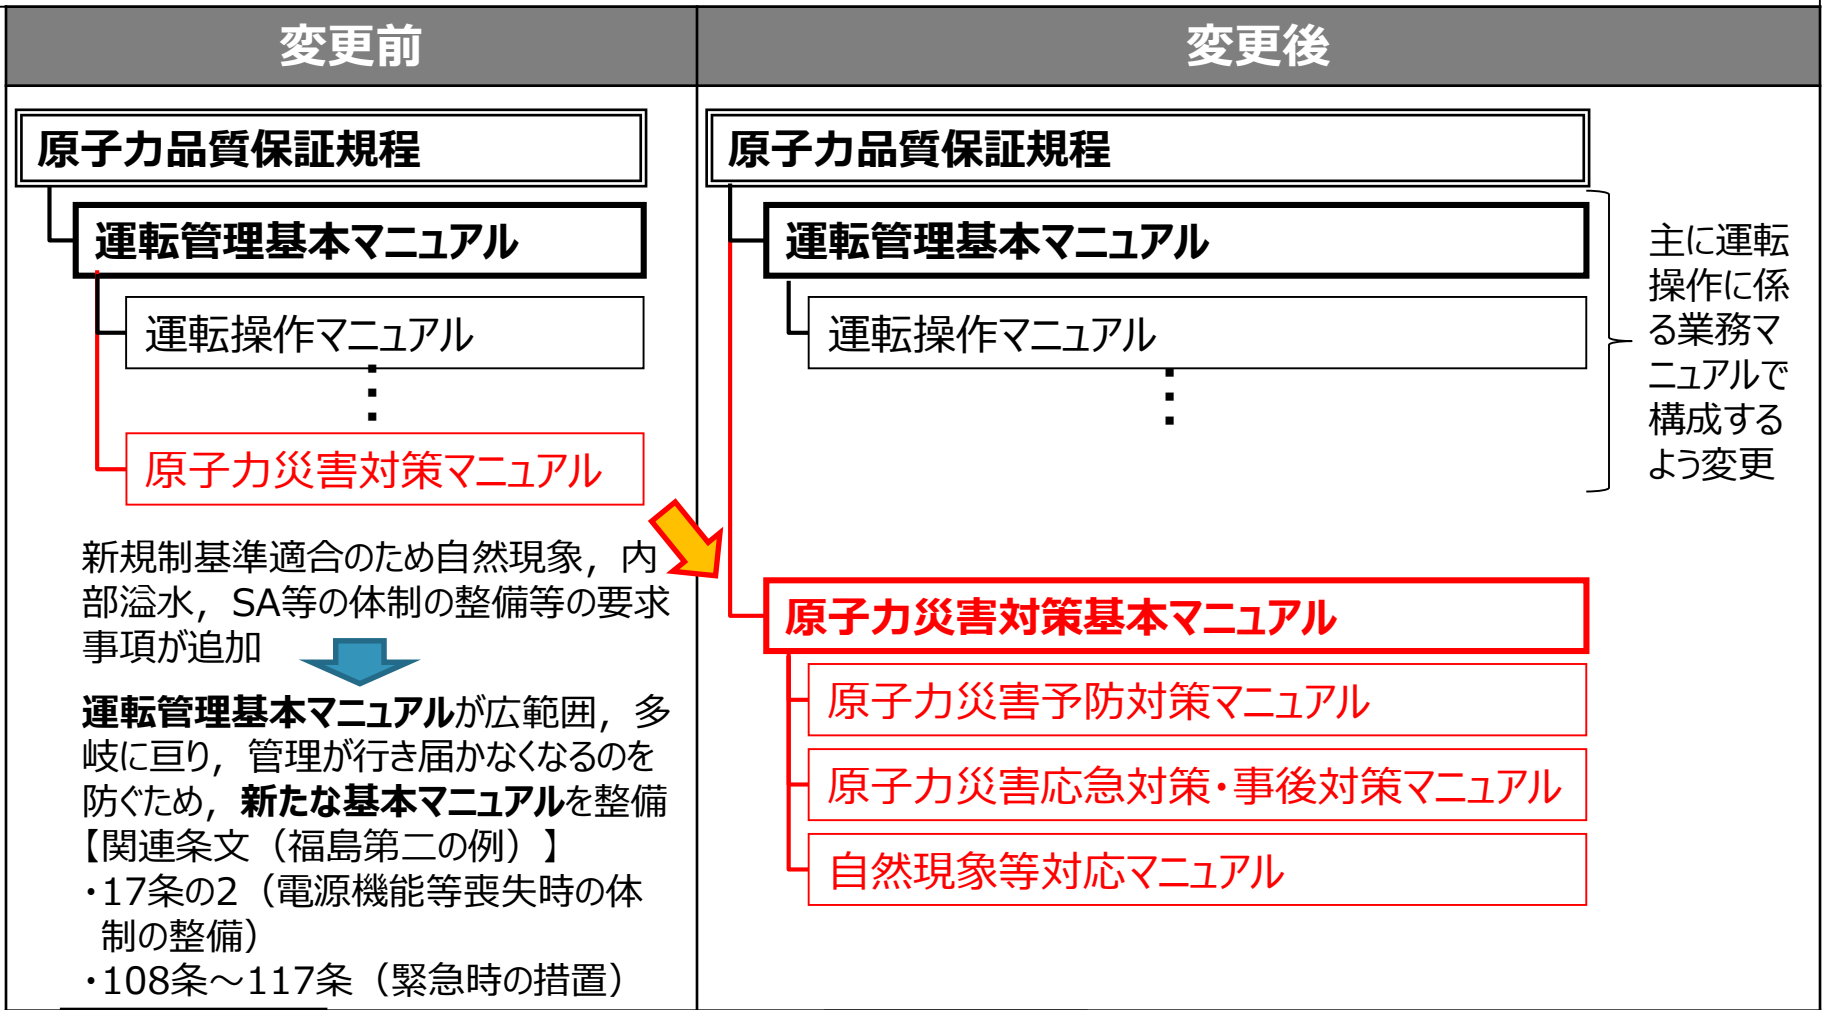 変更前
変更後
原子力品質保証規程
運転管理基本マニュアル
運転操作マニュアル
原子力災害対策マニュアル
新規制基準適合のため自然現象，内
部溢水，SA等の体制の整備等の要求
事項が追加
運転管理基本マニュアルが広範囲，多
岐に亘り，管理が行き届かなくなるのを
防ぐため，新たな基本マニュアルを整備
【関連条文（福島第二の例）】
・17条の2（電源機能等喪失時の体
制の整備）
・108条～117条（緊急時の措置）
原子力品質保証規程
運転管理基本マニュアル
運転操作マニュアル
主に運転
操作に係
る業務マ
ニュアルで
構成する
よう変更
原子力災害対策基本マニュアル
原子力災害予防対策マニュアル
原子力災害応急対策・事後対策マニュアル
自然現象等対応マニュアル